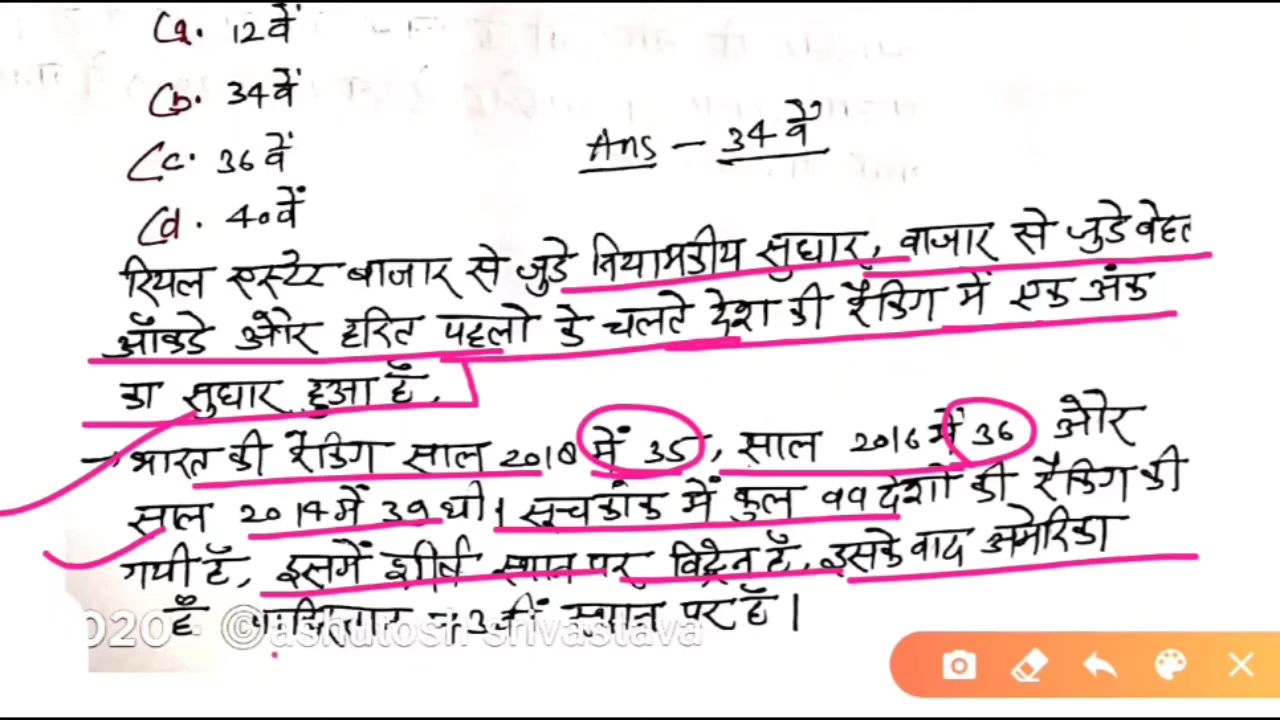 (a. 12वें
(b. 34वें
(c. 36वें
(d. 40वें
Ans - 34वें
रियल एस्टेट बाजार से जुडे नियामकीय सुधार, बाजार से जुडे बेहतर
ऑकडे और हरित पहलो के चलते देश की रैकिंग में एक अंक
का सुधार हुआ हैं.
→ भारत की रैंकिग साल 2018 में 35, साल 2016 में 36 और
साल 2014 में 39 थी। सूचकांक में कुल 99 देशों की रैकिंग की
गयी हैं, इसमें शीर्ष स्थान पर ब्रिटेन हैं, इसके बाद अमेरिका
हैं स्थान पर हैं।
2020 ©ashutosh srivastava